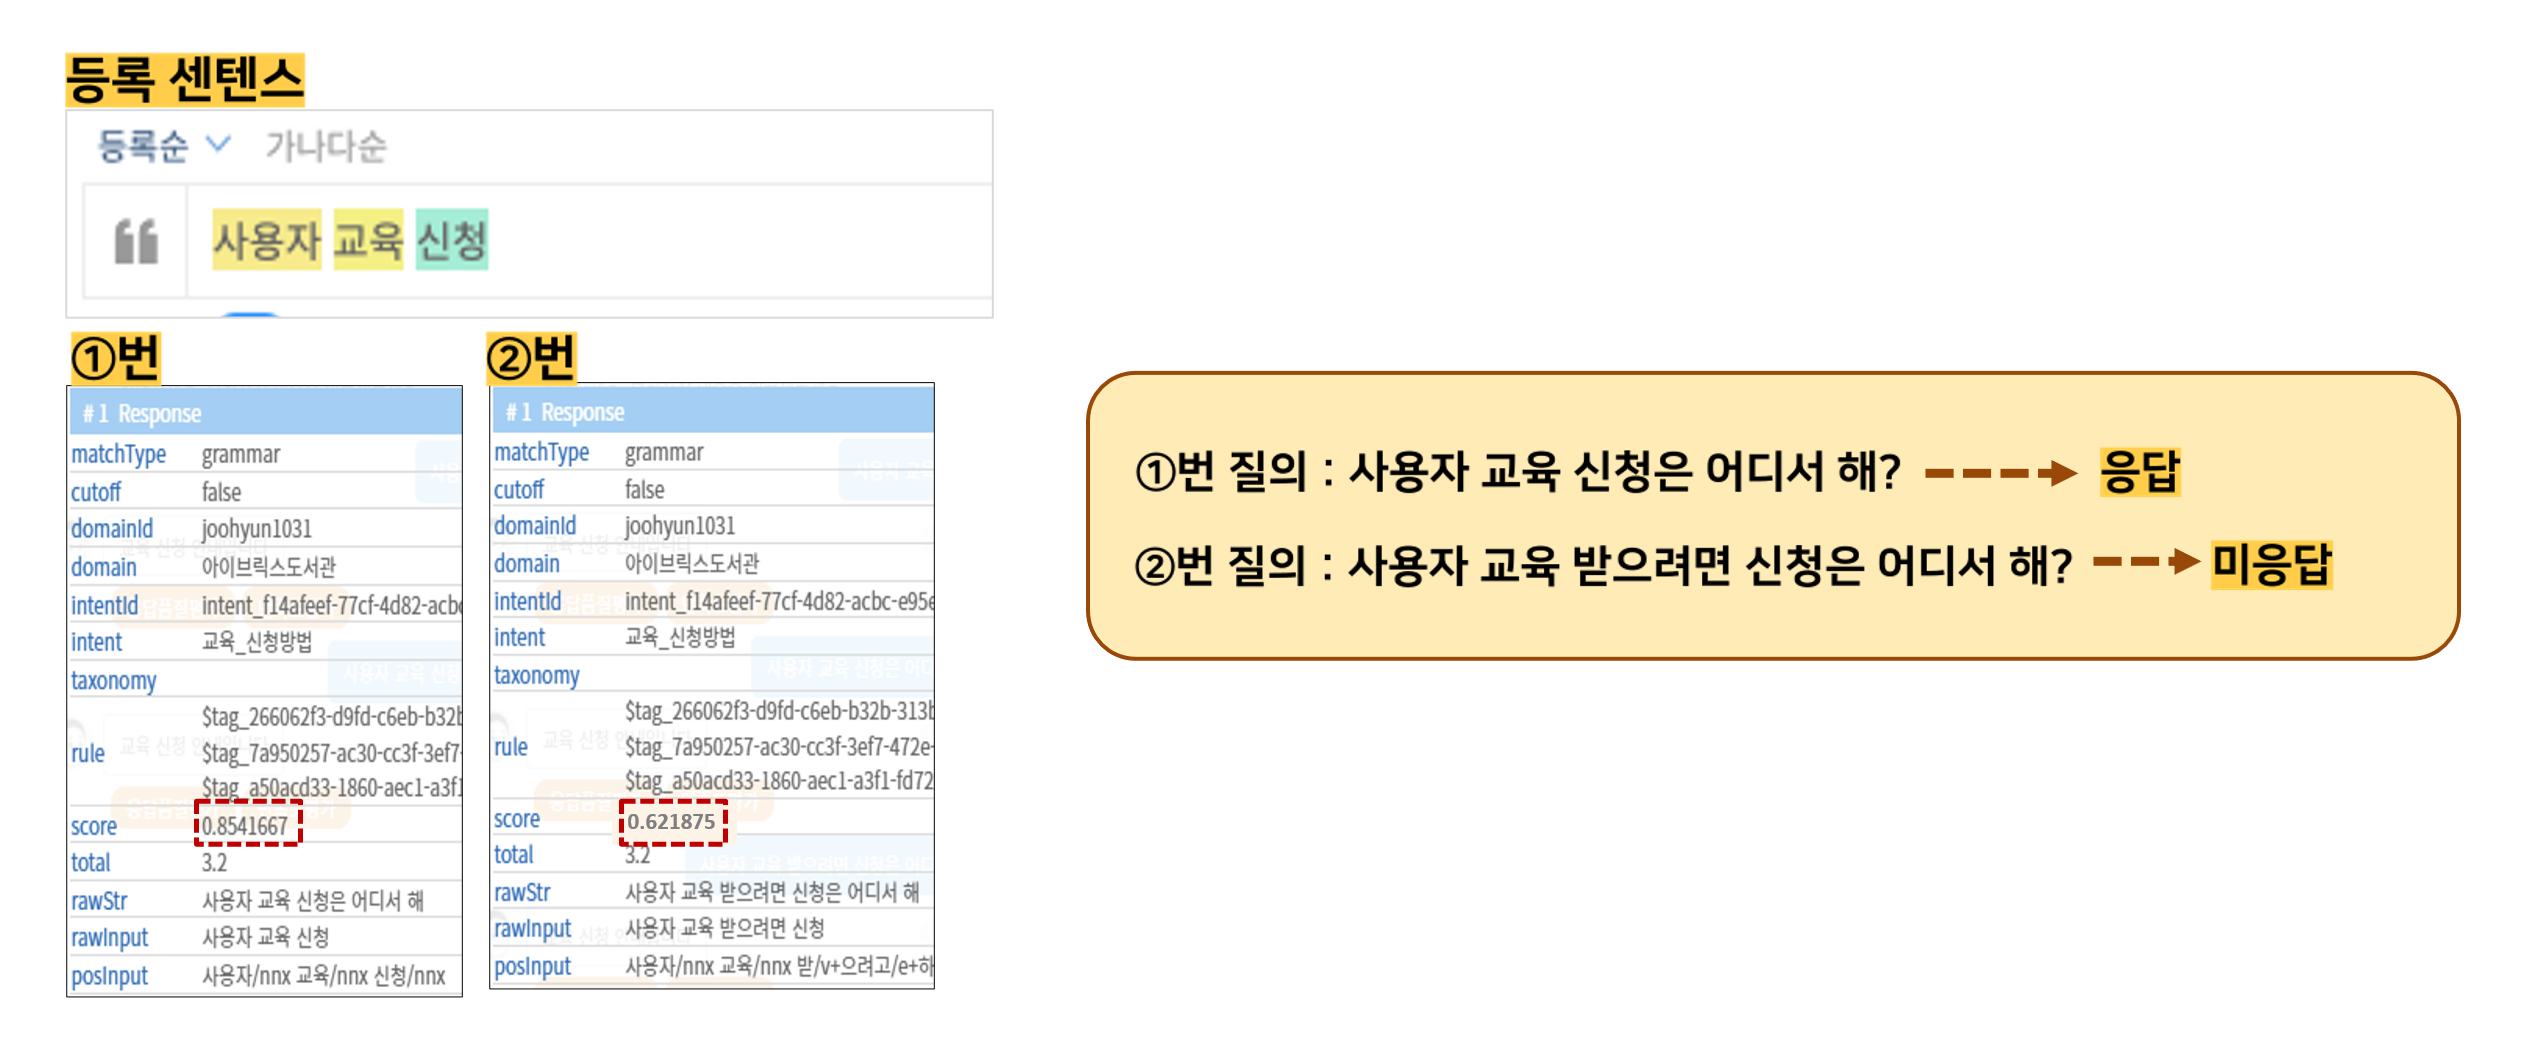 등록 센텐스
등록순 가나다순
사용자 교육 신청
①번
# 1 Response
matchType grammar
cutoff false
domainId joohyun1031
domain 아이브릭스도서관
intentId intent_f14afeef-77cf-4d82-acb
intent 교육_신청방법
taxonomy
$tag_266062f3-d9fd-c6eb-b32b
rule $tag_7a950257-ac30-cc3f-3ef7-
$tag_a50acd33-1860-aec1-a3f1
score 0.8541667
total 3.2
rawStr 사용자 교육 신청은 어디서 해
rawInput 사용자 교육 신청
posInput 사용자/nnx 교육/nnx 신청/nnx
②번
# 1 Response
matchType grammar
cutoff false
domainId joohyun1031
domain 아이브릭스도서관
intentId intent_f14afeef-77cf-4d82-acbc-e95e
intent 교육_신청방법
taxonomy
$tag_266062f3-d9fd-c6eb-b32b-313b
rule $tag_7a950257-ac30-cc3f-3ef7-472e-
$tag_a50acd33-1860-aec1-a3f1-fd72
score 0.621875
total 3.2
rawStr 사용자 교육 받으려면 신청은 어디서 해
rawInput 사용자 교육 받으려면 신청
posInput 사용자/nnx 교육/nnx 받/v+으려고/e+하
①번 질의 : 사용자 교육 신청은 어디서 해? 응답
②번 질의 : 사용자 교육 받으려면 신청은 어디서 해? 미응답